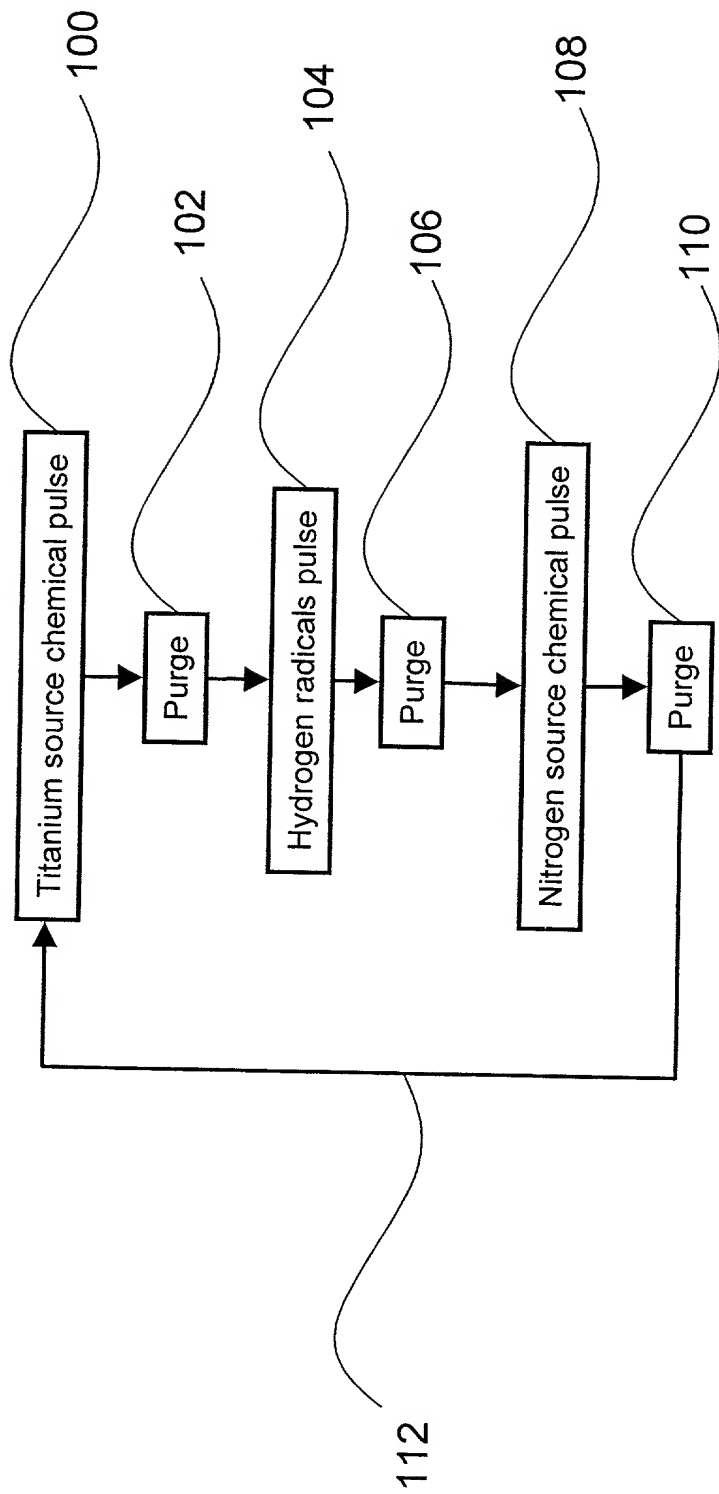 Titanium source chemical pulse
100
Purge
102
Hydrogen radicals pulse
104
Purge
106
Nitrogen source chemical pulse
108
Purge
110
112